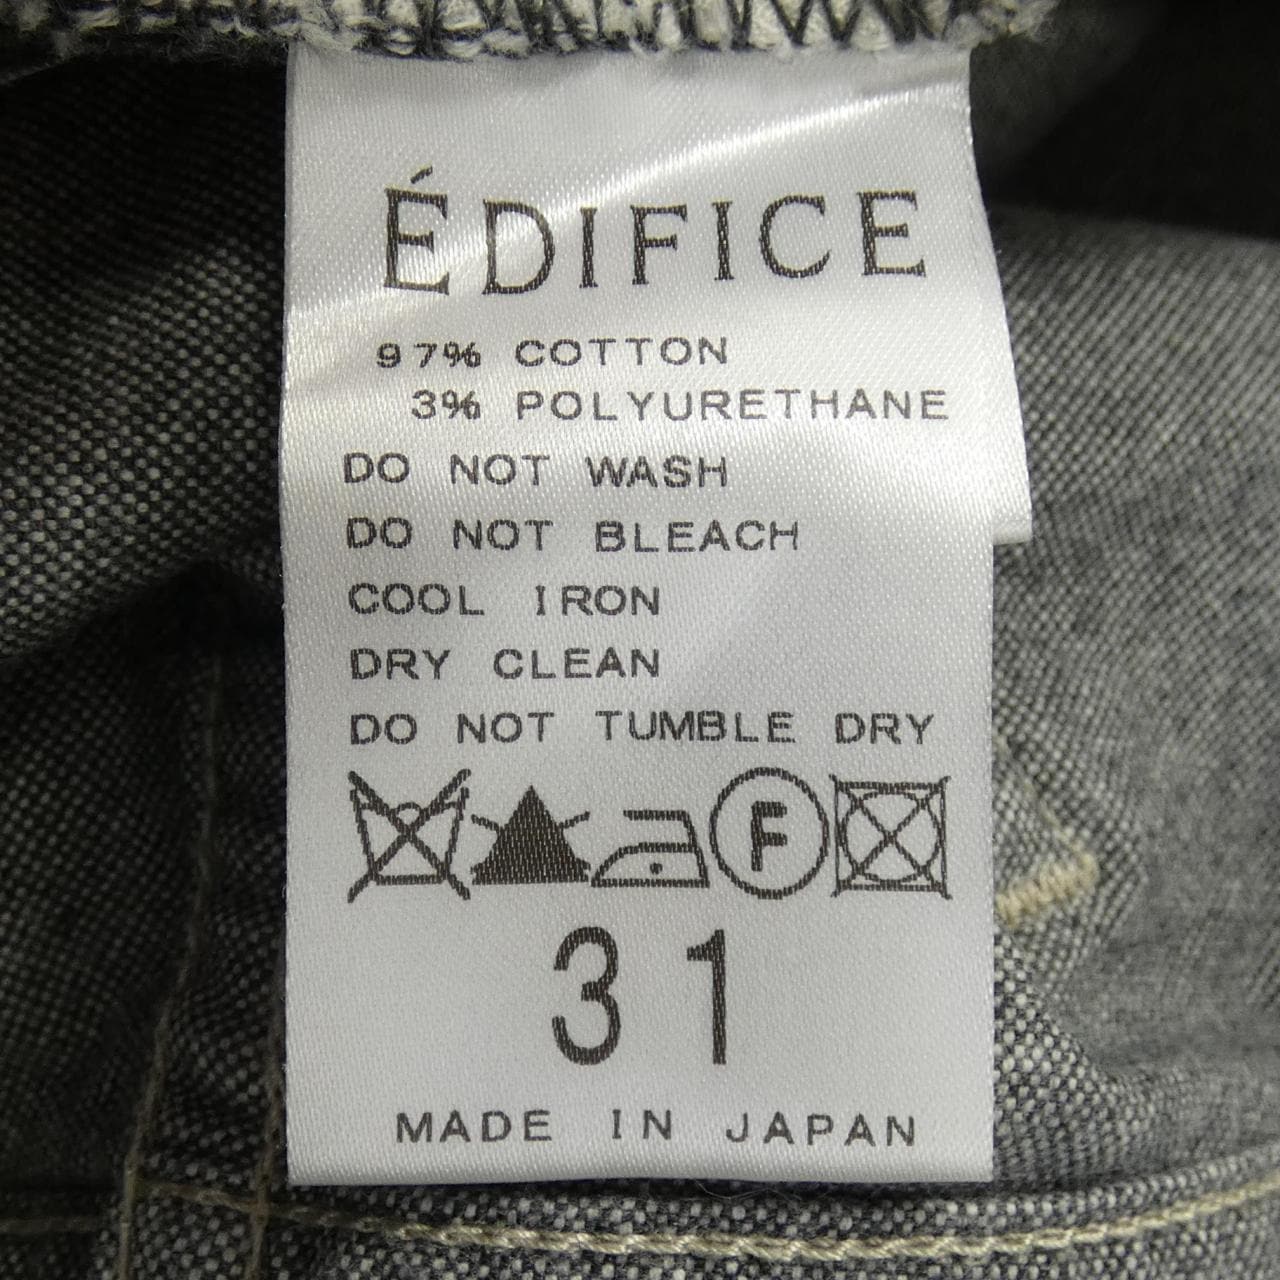 ÉDIFICE
97% COTTON
3% POLYURETHANE
DO NOT WASH
DO NOT BLEACH
COOL IRON
DRY CLEAN
DO NOT TUMBLE DRY
F
31
MADE IN JAPAN